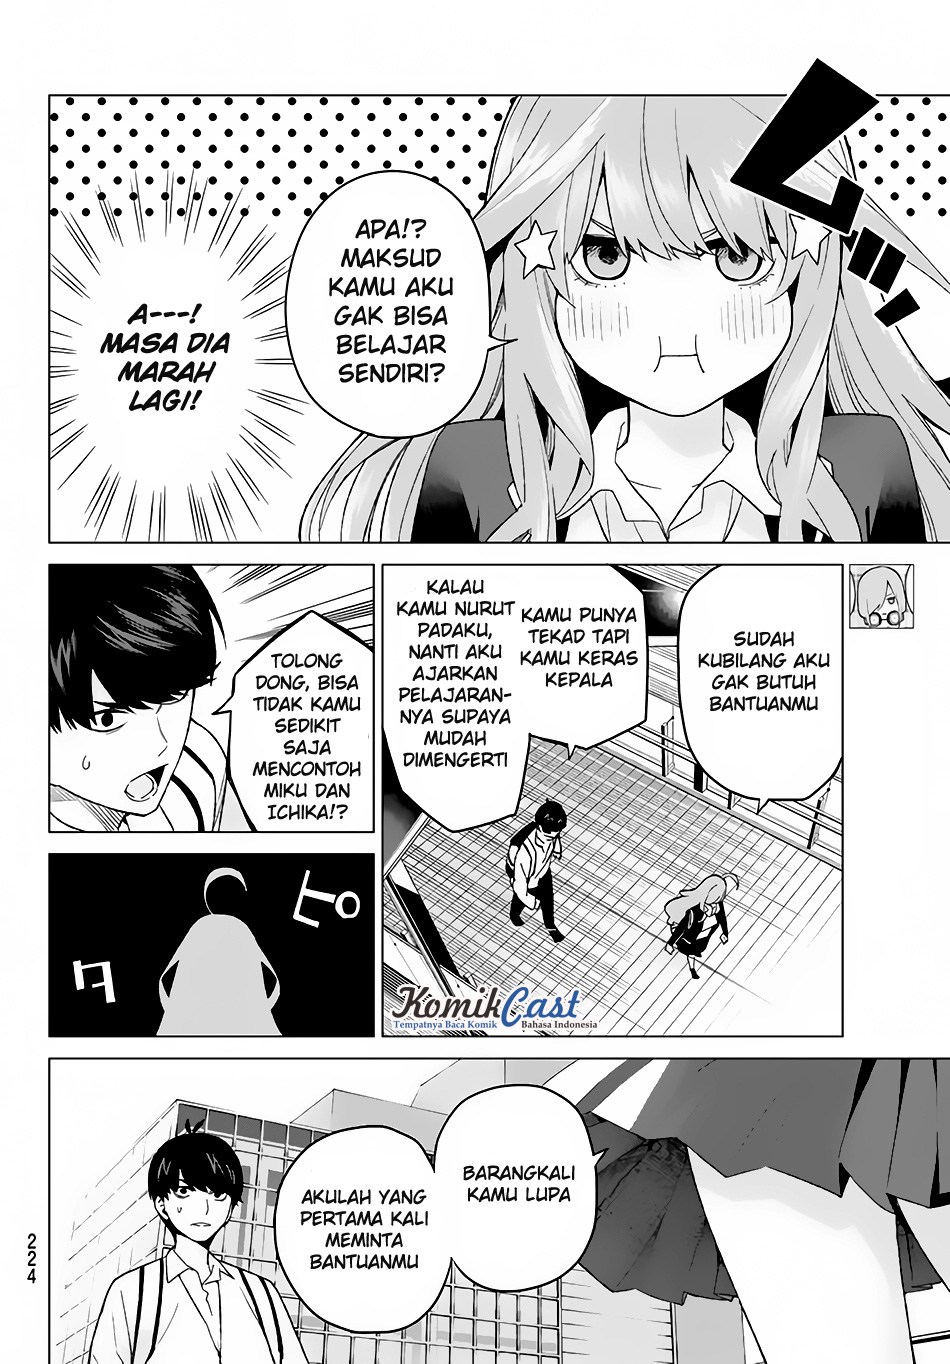 APA!?
MAKSUD
KAMU AKU
GAK BISA
BELAJAR
SENDIRI?
A---!
MASA DIA
MARAH
LAGI!
SUDAH
KUBILANG AKU
GAK BUTUH
BANTUANMU
KAMU PUNYA
TEKAD TAPI
KAMU KERAS
KEPALA
KALAU
KAMU NURUT
PADAKU,
NANTI AKU
AJARKAN
PELAJARAN-
NYA SUPAYA
MUDAH
DIMENGERTI
TOLONG
DONG, BISA
TIDAK KAMU
SEDIKIT
SAJA
MENCONTOH
MIKU DAN
ICHIKA!?
ピ
タ
KomikCast
Tempatnya Baca Komik Bahasa Indonesia
BARANGKALI
KAMU LUPA
AKULAH YANG
PERTAMA KALI
MEMINTA
BANTUANMU
224